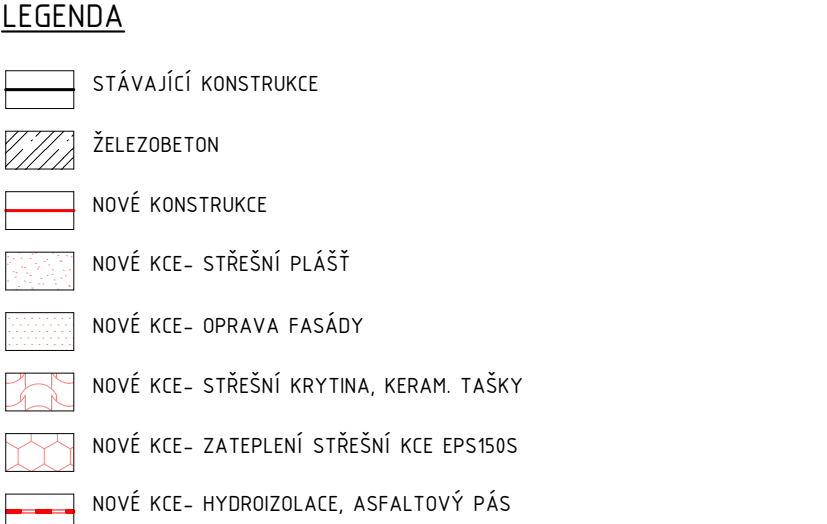 LEGENDA
STÁVAJÍCÍ KONSTRUKCE
ŽELEZOBETON
NOVÉ KONSTRUKCE
NOVÉ KCE- STŘEŠNÍ PLÁŠŤ
NOVÉ KCE- OPRAVA FASÁDY
NOVÉ KCE- STŘEŠNÍ KRYTINA, KERAM. TAŠKY
NOVÉ KCE- ZATEPLENÍ STŘEŠNÍ KCE EPS150S
NOVÉ KCE- HYDROIZOLACE, ASFALTOVÝ PÁS